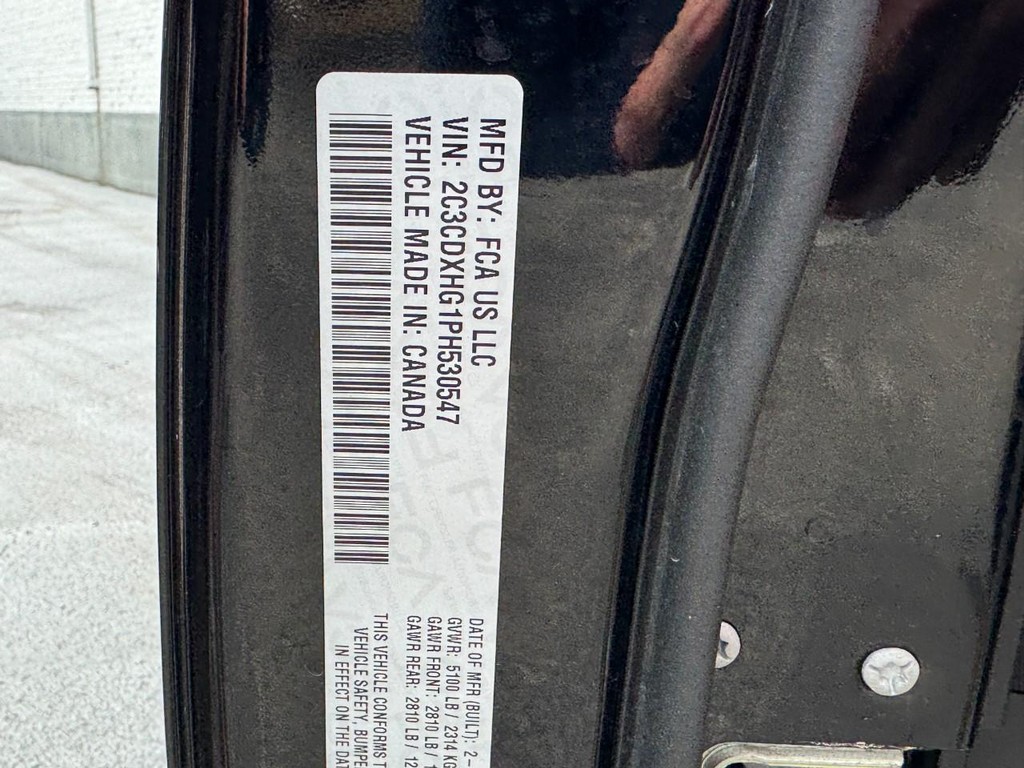 MFD BY: FCA US LLC
VIN: 2C3CDXHG1PH530547
VEHICLE MADE IN: CANADA
DATE OF MFR (BUILT): 2-
GVWR: 5100 LB / 2314 KG
GAWR FRONT: 2810 LB / 1
GAWR REAR: 2810 LB / 12
THIS VEHICLE CONFORMS T
VEHICLE SAFETY, BUMPE
IN EFFECT ON THE DAT